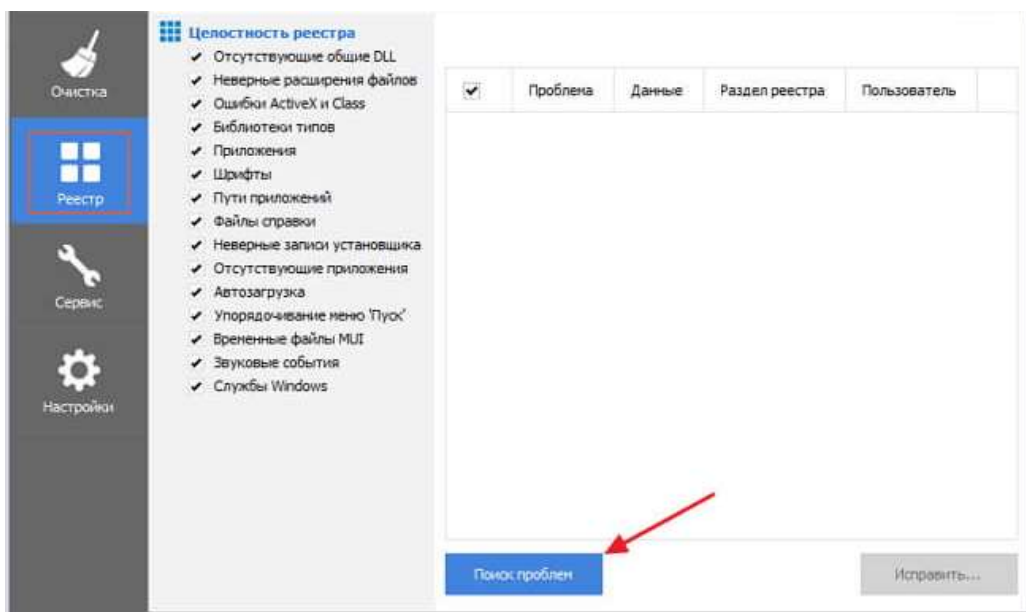 Очистка
Реестр
Сервис
Настройки
Целостность реестра
Отсутствующие общие DLL
Неверные расширения файлов
Ошибки ActiveX и Class
Библиотеки типов
Приложения
Шрифты
Пути приложений
Файлы справки
Неверные записи установщика
Отсутствующие приложения
Автозагрузка
Упорядочивание меню 'Пуск'
Временные файлы MUI
Звуковые события
Службы Windows
Проблема Данные Раздел реестра Пользователь
Поиск проблем Исправить...